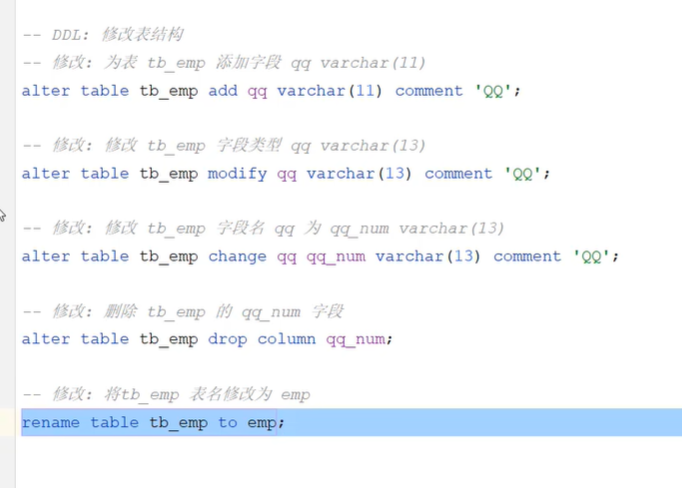 -- DDL: 修改表结构
-- 修改: 为表 tb_emp 添加字段 qq varchar(11)
alter table tb_emp add qq varchar(11) comment 'QQ';
-- 修改: 修改 tb_emp 字段类型 qq varchar(13)
alter table tb_emp modify qq varchar(13) comment 'QQ';
-- 修改: 修改 tb_emp 字段名 qq 为 qq_num varchar(13)
alter table tb_emp change qq qq_num varchar(13) comment 'QQ';
-- 修改: 删除 tb_emp 的 qq_num 字段
alter table tb_emp drop column qq_num;
-- 修改: 将tb_emp 表名修改为 emp
rename table tb_emp to emp;